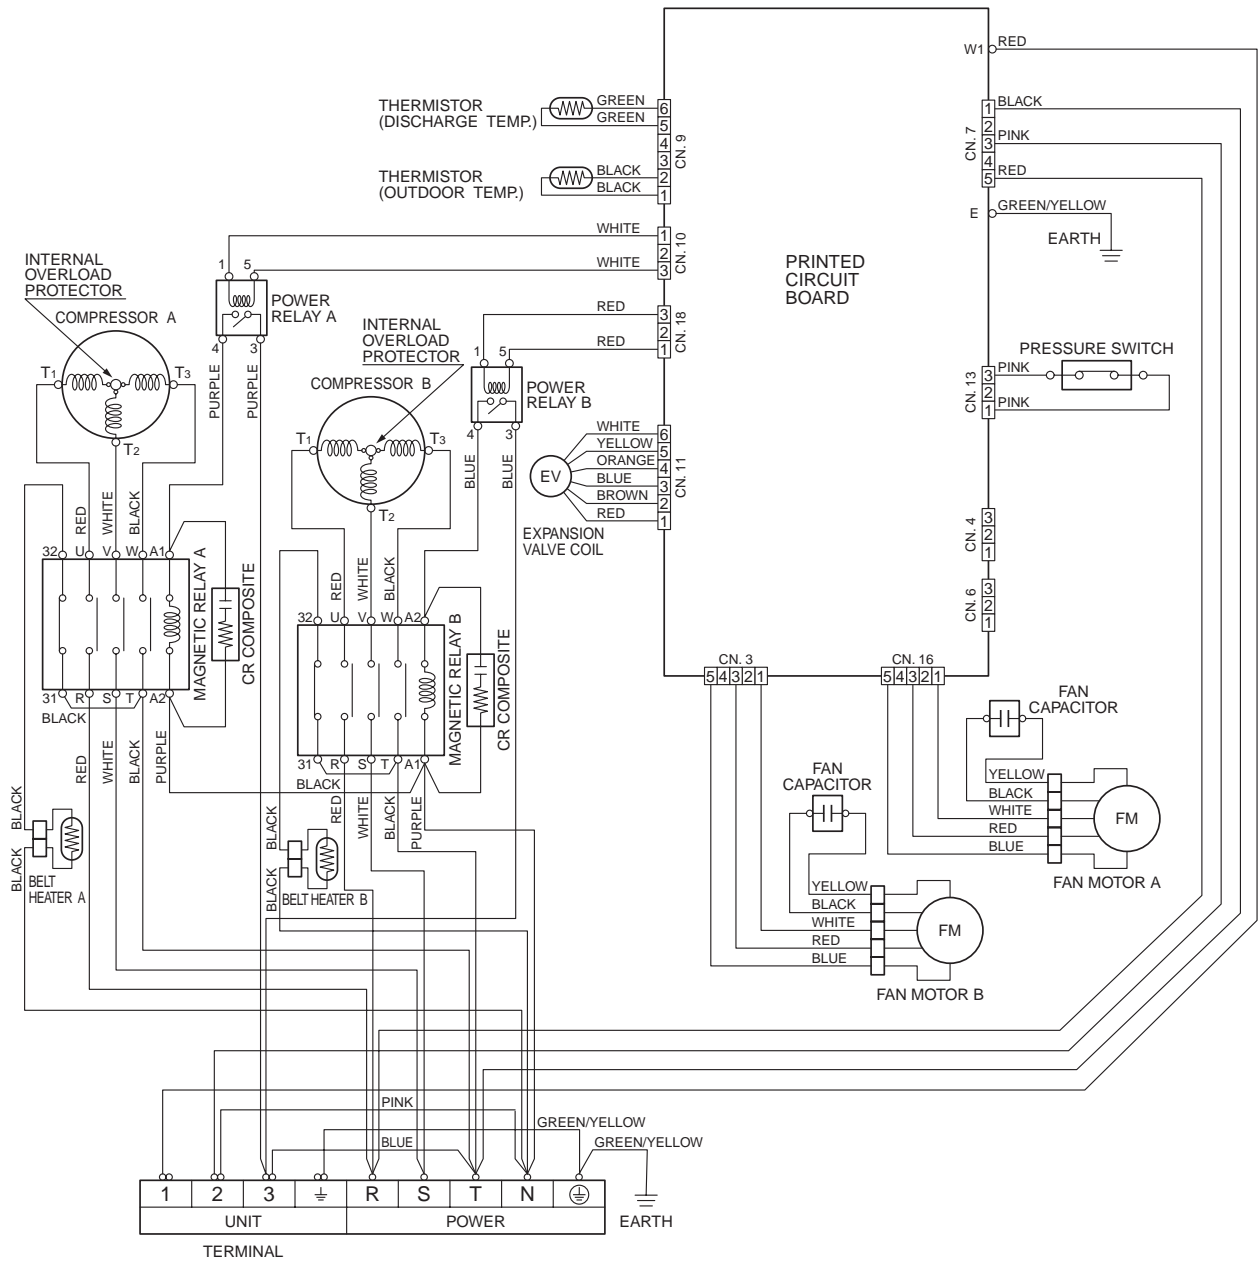 W1
RED
THERMISTOR
(DISCHARGE TEMP.)
GREEN
GREEN
6
5
4
3
2
1
CN. 9
THERMISTOR
(OUTDOOR TEMP.)
BLACK
BLACK
1
2
3
4
5
CN. 7
BLACK
PINK
RED
E
GREEN/YELLOW
EARTH
PRINTED
CIRCUIT
BOARD
WHITE
WHITE
1
2
3
CN. 10
RED
RED
3
2
1
CN. 18
INTERNAL
OVERLOAD
PROTECTOR
COMPRESSOR A
T1
T3
T2
1
5
POWER
RELAY A
4
3
PURPLE
PURPLE
INTERNAL
OVERLOAD
PROTECTOR
COMPRESSOR B
T1
T3
T2
1
5
POWER
RELAY B
4
3
BLUE
BLUE
PRESSURE SWITCH
3
2
1
CN. 13
PINK
PINK
EV
WHITE
YELLOW
ORANGE
BLUE
BROWN
RED
6
5
4
3
2
1
CN. 11
EXPANSION
VALVE COIL
CN. 4
3
2
1
CN. 6
3
2
1
RED
WHITE
BLACK
32
U
V
W
A1
MAGNETIC RELAY A
CR COMPOSITE
31
R
S
T
A2
BLACK
RED
WHITE
BLACK
PURPLE
RED
WHITE
BLACK
32
U
V
W
A2
MAGNETIC RELAY B
CR COMPOSITE
31
R
S
T
A1
BLACK
RED
WHITE
BLACK
PURPLE
CN. 3
5
4
3
2
1
CN. 16
5
4
3
2
1
FAN
CAPACITOR
YELLOW
BLACK
WHITE
RED
BLUE
FM
FAN MOTOR A
FAN
CAPACITOR
YELLOW
BLACK
WHITE
RED
BLUE
FM
FAN MOTOR B
BLACK
BLACK
BELT
HEATER A
BLACK
BLACK
BELT HEATER B
PINK
GREEN/YELLOW
BLUE
GREEN/YELLOW
1
2
3
R
S
T
N
UNIT
POWER
EARTH
TERMINAL